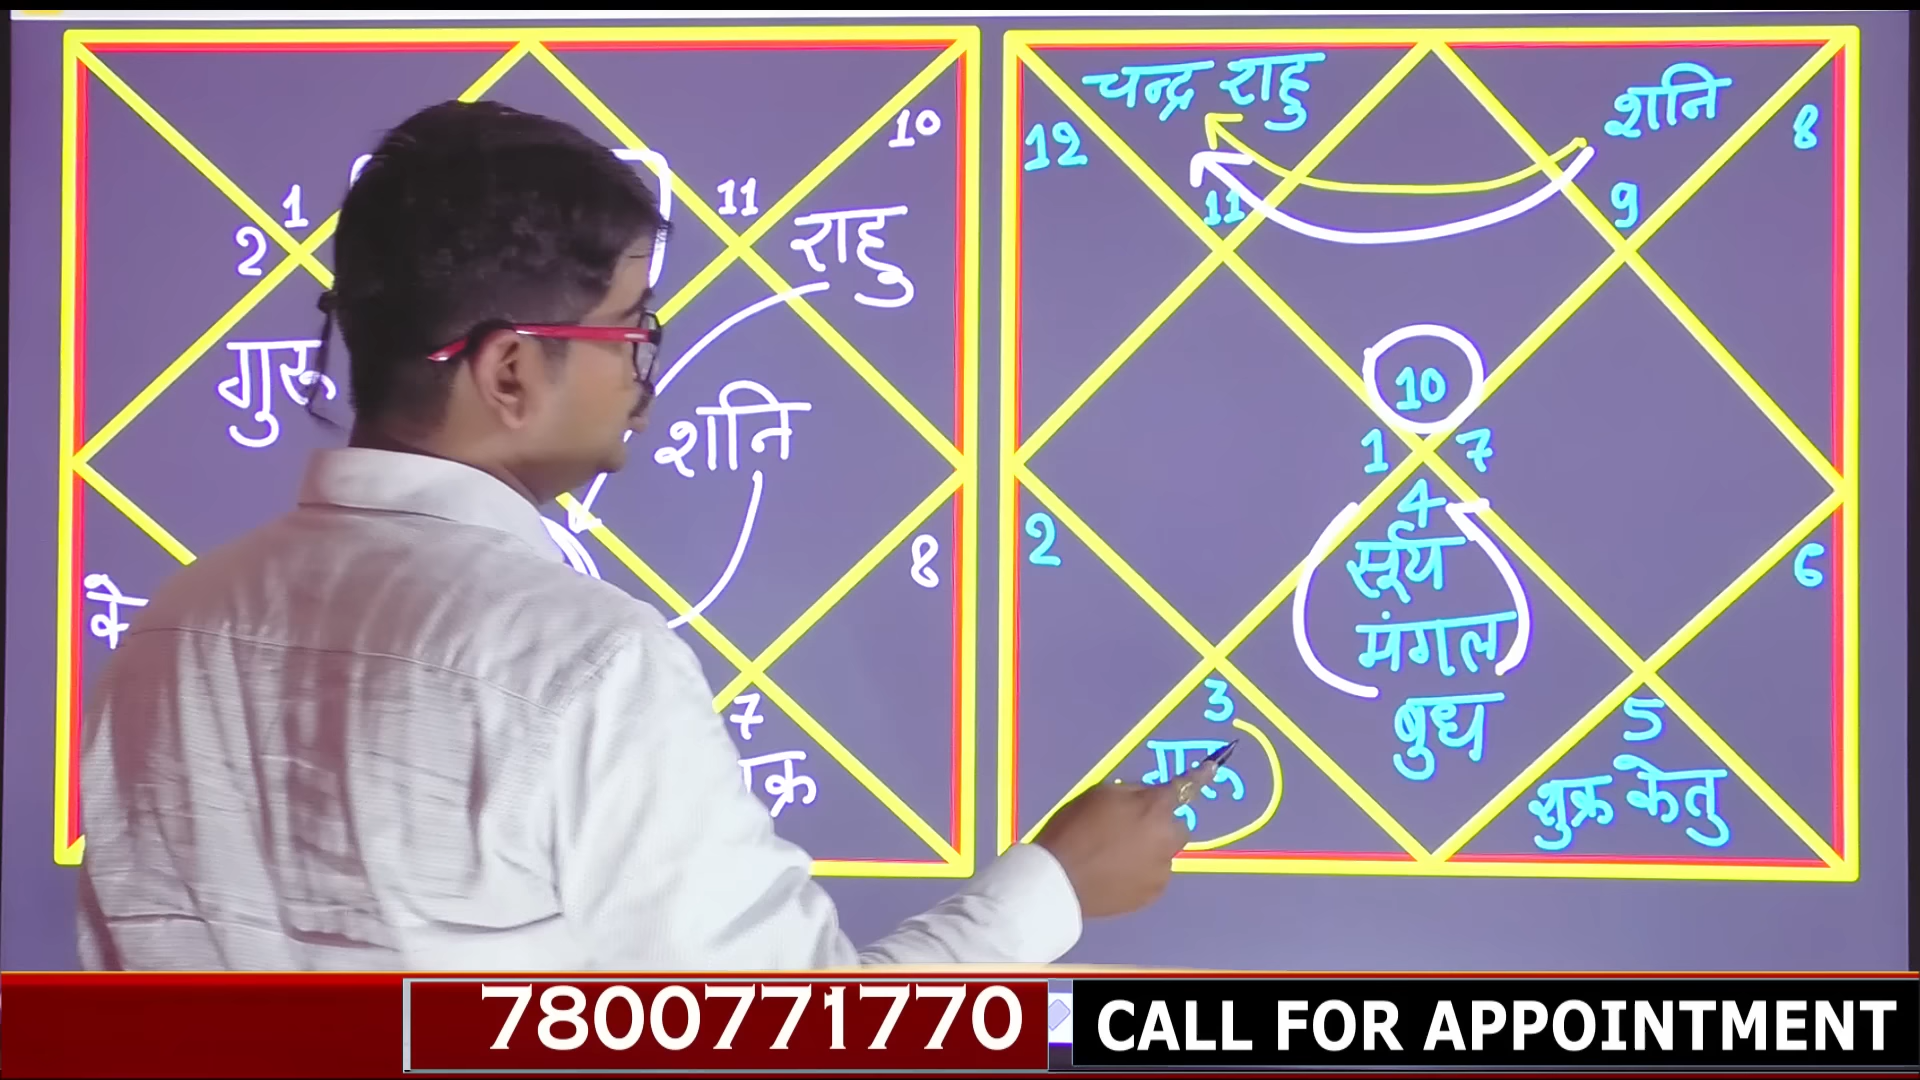 10
1
11
2
राहु
गुरू
शनि
8
7
चन्द्र राहु
शनि
12
8
11
9
10
1
7
4
2
सूर्य
6
मंगल
3
बुध
5
शुक्र केतु
7800771770
CALL FOR APPOINTMENT